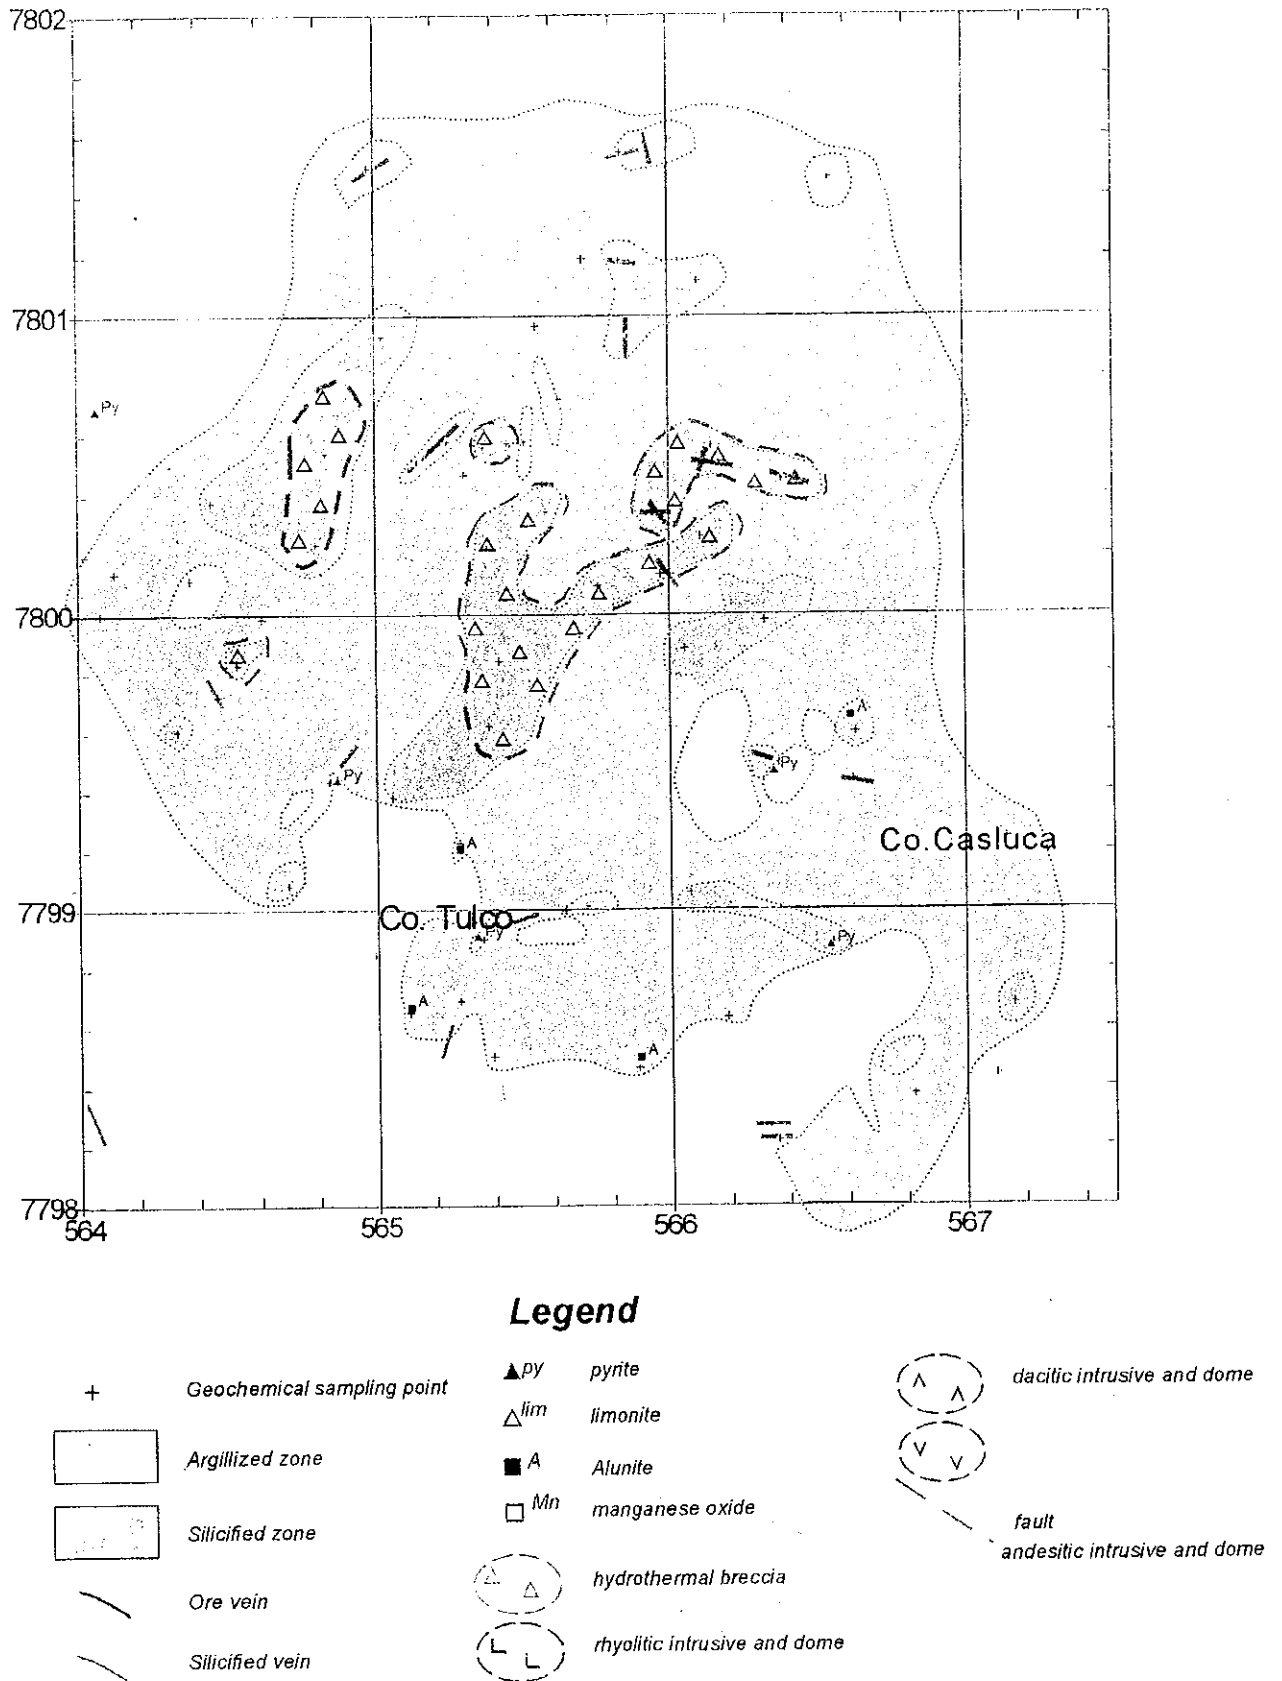 7802
7801
Py
7800
A
Py
Py
Co. Casluca
A
7799
Co. Tulco
Py
Py
A
A
7798
564
565
566
567
Legend
+ Geochemical sampling point
Argillized zone
Silicified zone
Ore vein
Silicified vein
py pyrite
lim limonite
A Alunite
Mn manganese oxide
hydrothermal breccia
rhyolitic intrusive and dome
dacitic intrusive and dome
fault
andesitic intrusive and dome